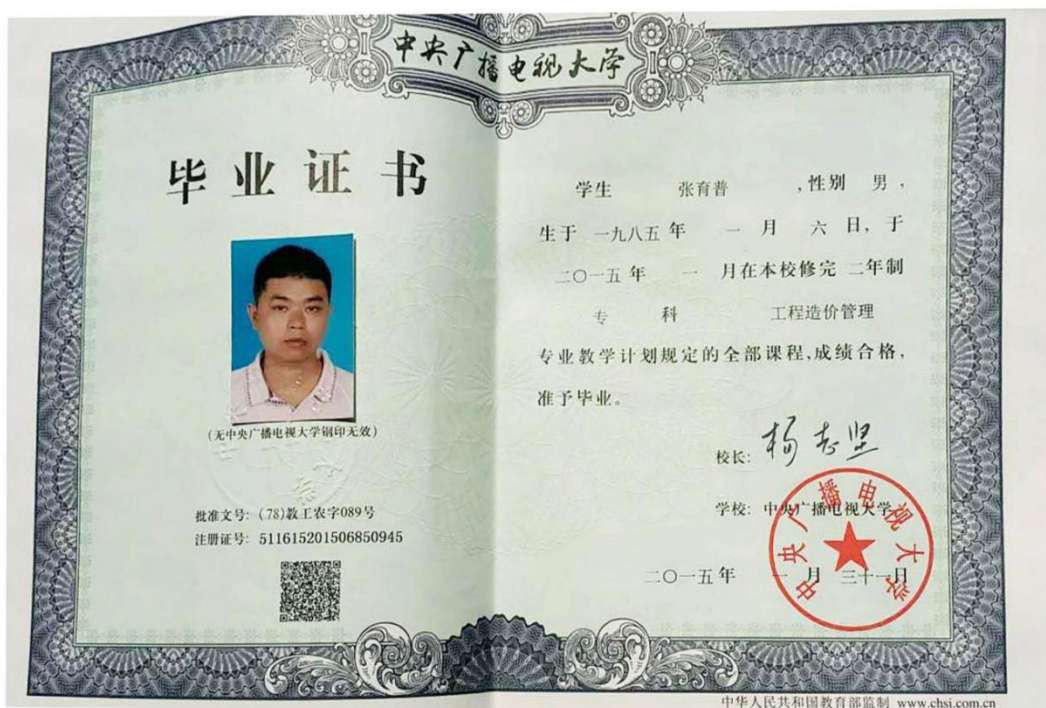 中央广播电视大学
毕业证书
(无中央广播电视大学钢印无效)
批准文号: (78)教工农字089号
注册证号: 511615201506850945
学生 张育普 ,性别 男 ,
生于 一九八五 年 一 月 六 日, 于
二〇一五 年 一 月在本校修完 二年制
专 科 工程造价管理
专业教学计划规定的全部课程,成绩合格,
准予毕业。
校长: 杨志坚
学校: 中央广播电视大学
中央广播电视大学
二〇一五年 一月 三十一日
中华人民共和国教育部监制 www.chsi.com.cn